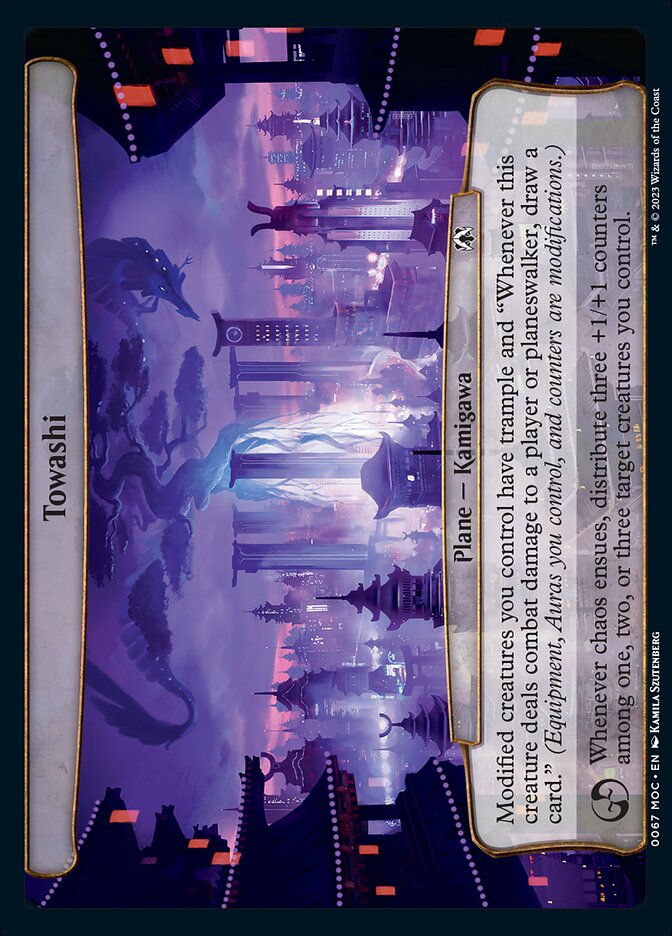 Towashi
Plane — Kamigawa
Modified creatures you control have trample and “Whenever this
creature deals combat damage to a player or planeswalker, draw a
card.” (Equipment, Auras you control, and counters are modifications.)
Whenever chaos ensues, distribute three +1/+1 counters
among one, two, or three target creatures you control.
0067 MOC • EN KAMILA SZUTENBERG
™ & © 2023 Wizards of the Coast